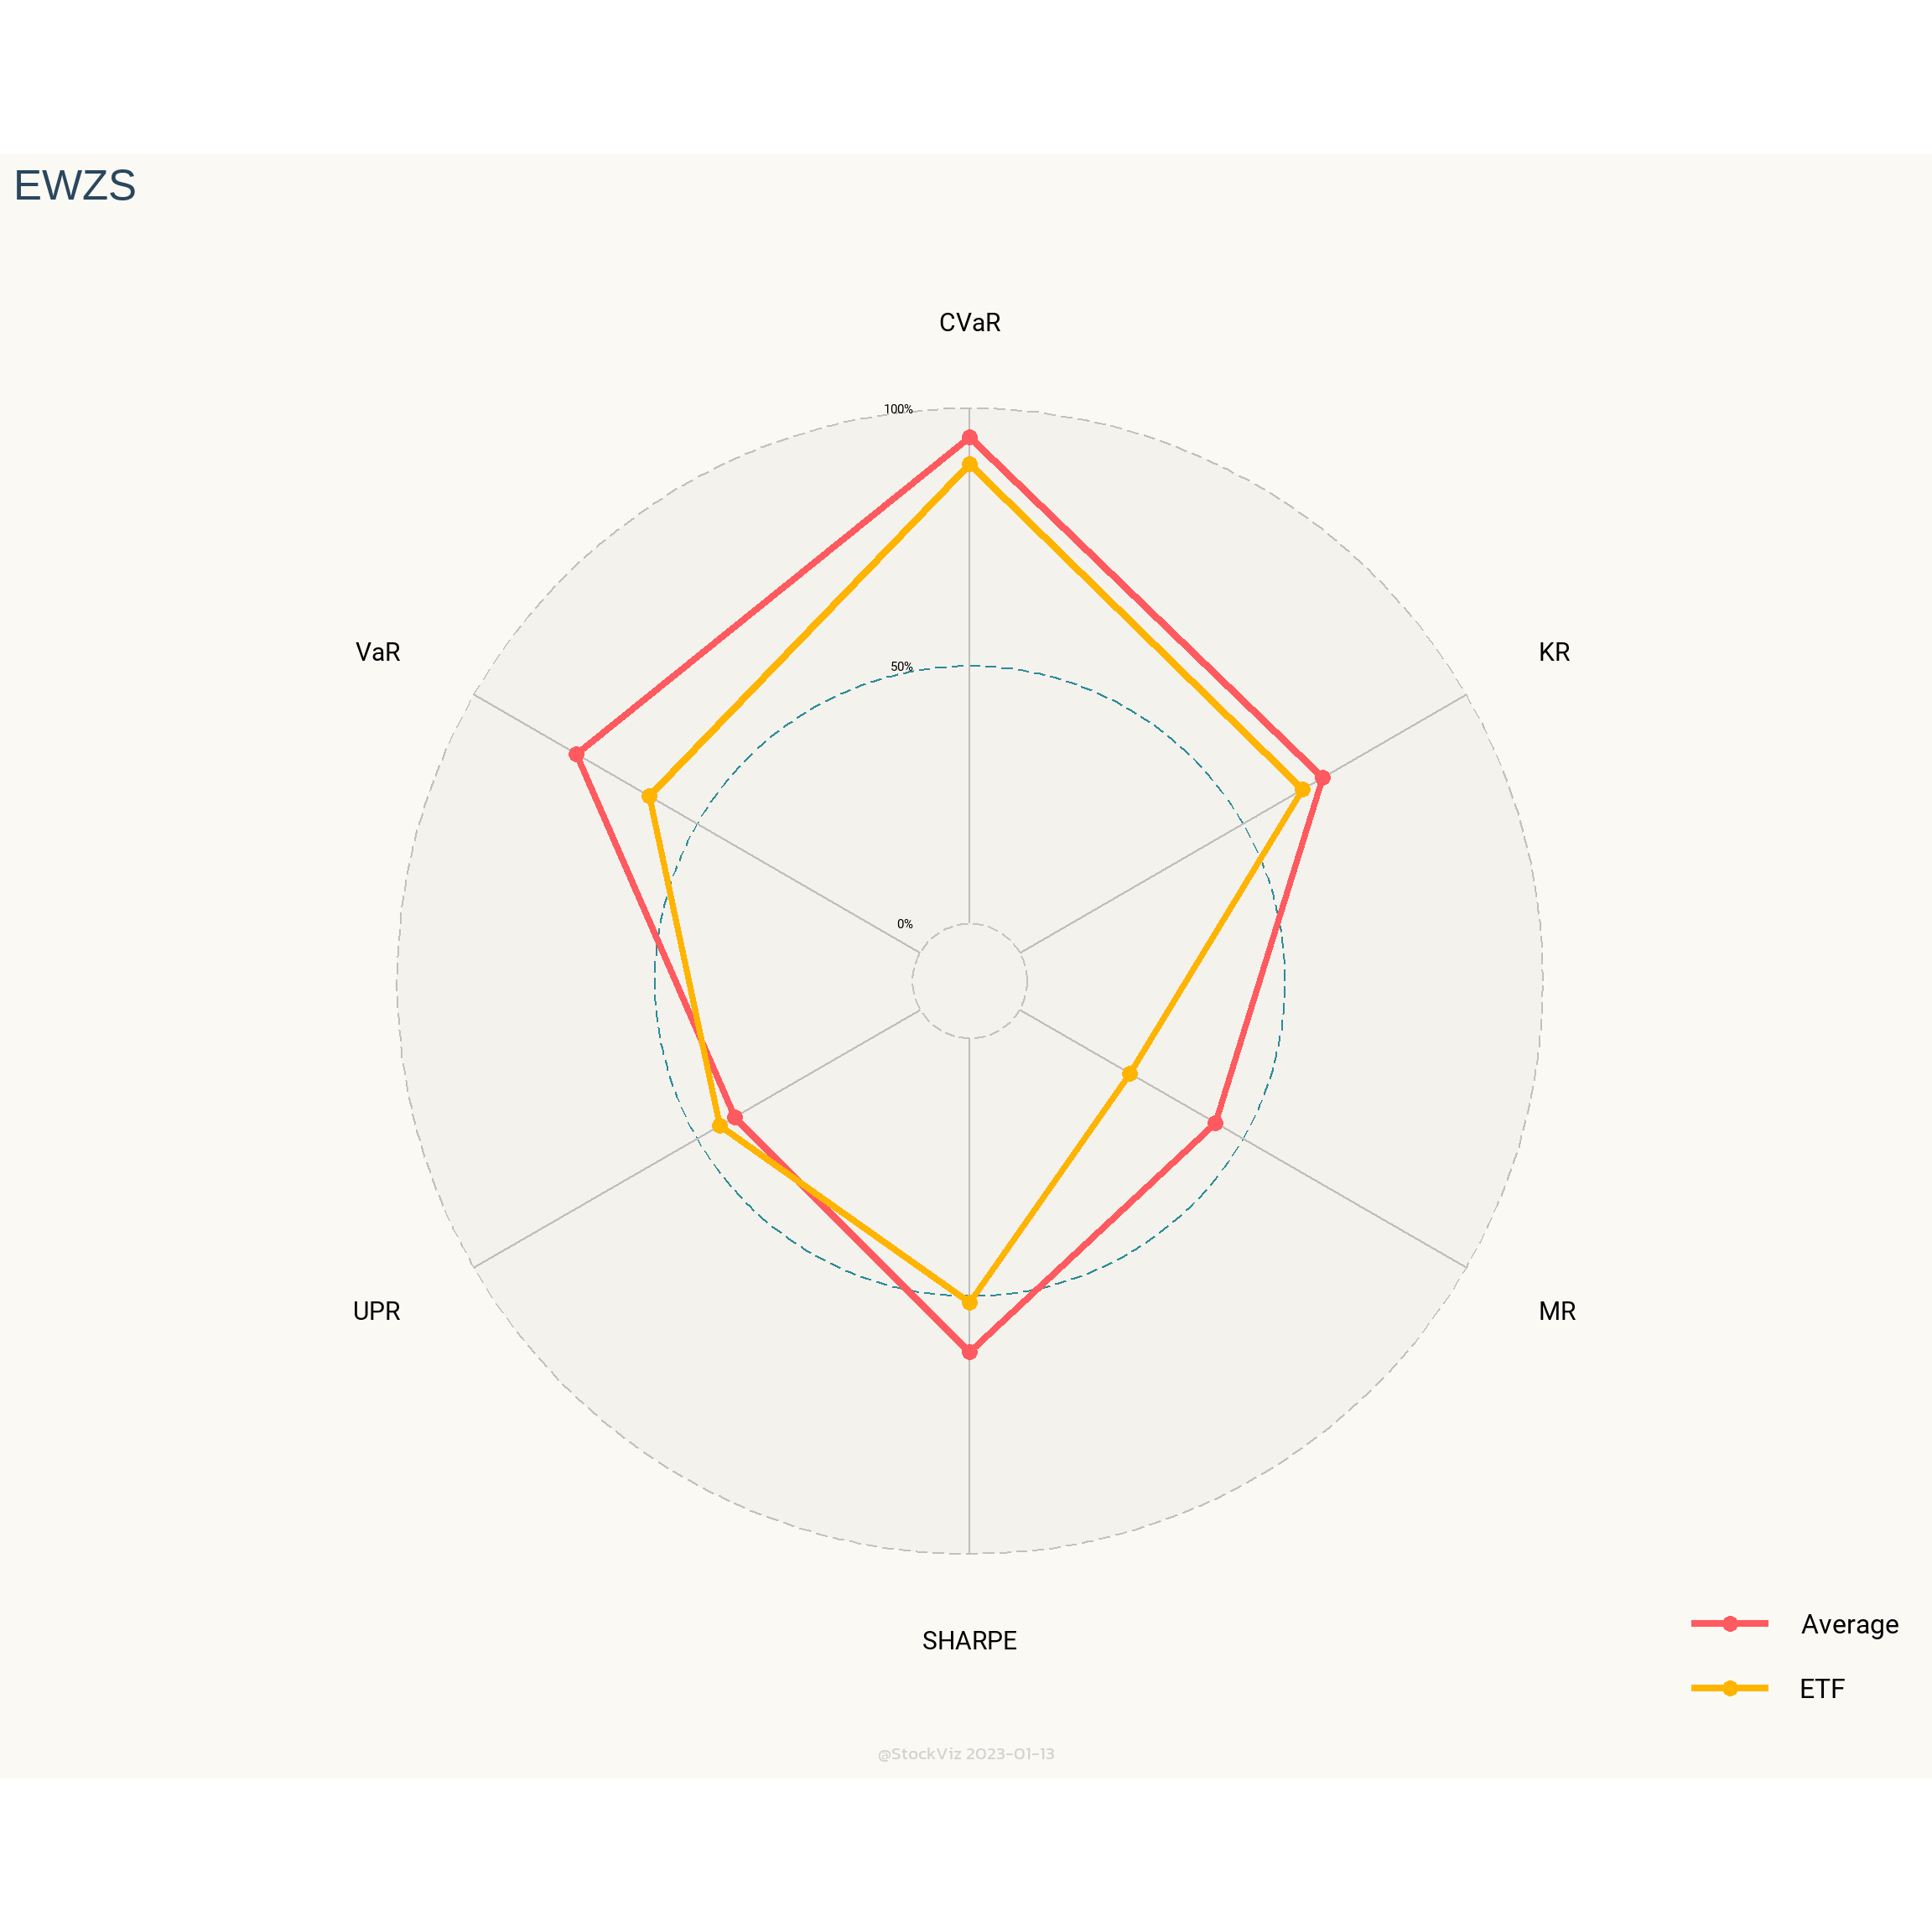 EWZS
CVaR
100%
KR
VaR
50%
0%
UPR
MR
SHARPE
Average
ETF
@StockViz 2023-01-13